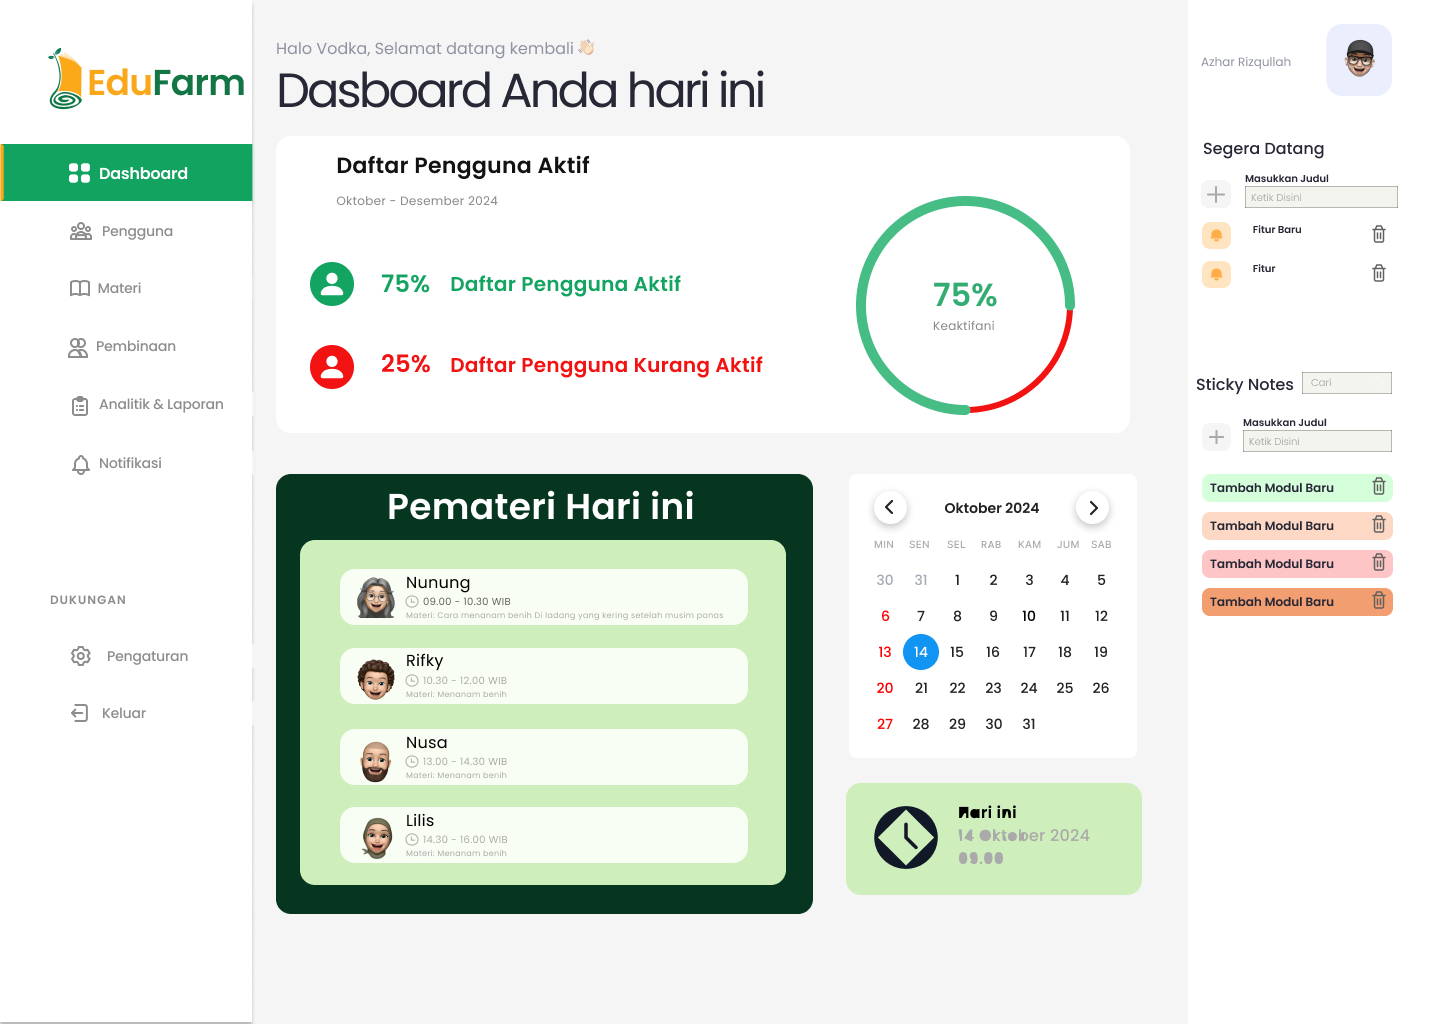 EduFarm
Dashboard
Pengguna
Materi
Pembinaan
Analitik & Laporan
Notifikasi
DUKUNGAN
Pengaturan
Keluar
Halo Vodka, Selamat datang kembali
Dasboard Anda hari ini
Daftar Pengguna Aktif
Oktober - Desember 2024
75% Daftar Pengguna Aktif
25% Daftar Pengguna Kurang Aktif
75%
Keaktifani
Pemateri Hari ini
Nunung
09.00 - 10.30 WIB
Materi: Cara menanam benih Di ladang yang kering setelah musim panas
Rifky
10.30 - 12.00 WIB
Materi: Menanam benih
Nusa
13.00 - 14.30 WIB
Materi: Menanam benih
Lilis
14.30 - 16.00 WIB
Materi: Menanam benih
Oktober 2024
MIN SEN SEL RAB KAM JUM SAB
30 31 1 2 3 4 5
6 7 8 9 10 11 12
13 14 15 16 17 18 19
20 21 22 23 24 25 26
27 28 29 30 31
Hari ini
14 Oktober 2024
09.00
Azhar Rizqullah
Segera Datang
Masukkan Judul
Ketik Disini
Fitur Baru
Fitur
Sticky Notes
Cari
Masukkan Judul
Ketik Disini
Tambah Modul Baru
Tambah Modul Baru
Tambah Modul Baru
Tambah Modul Baru